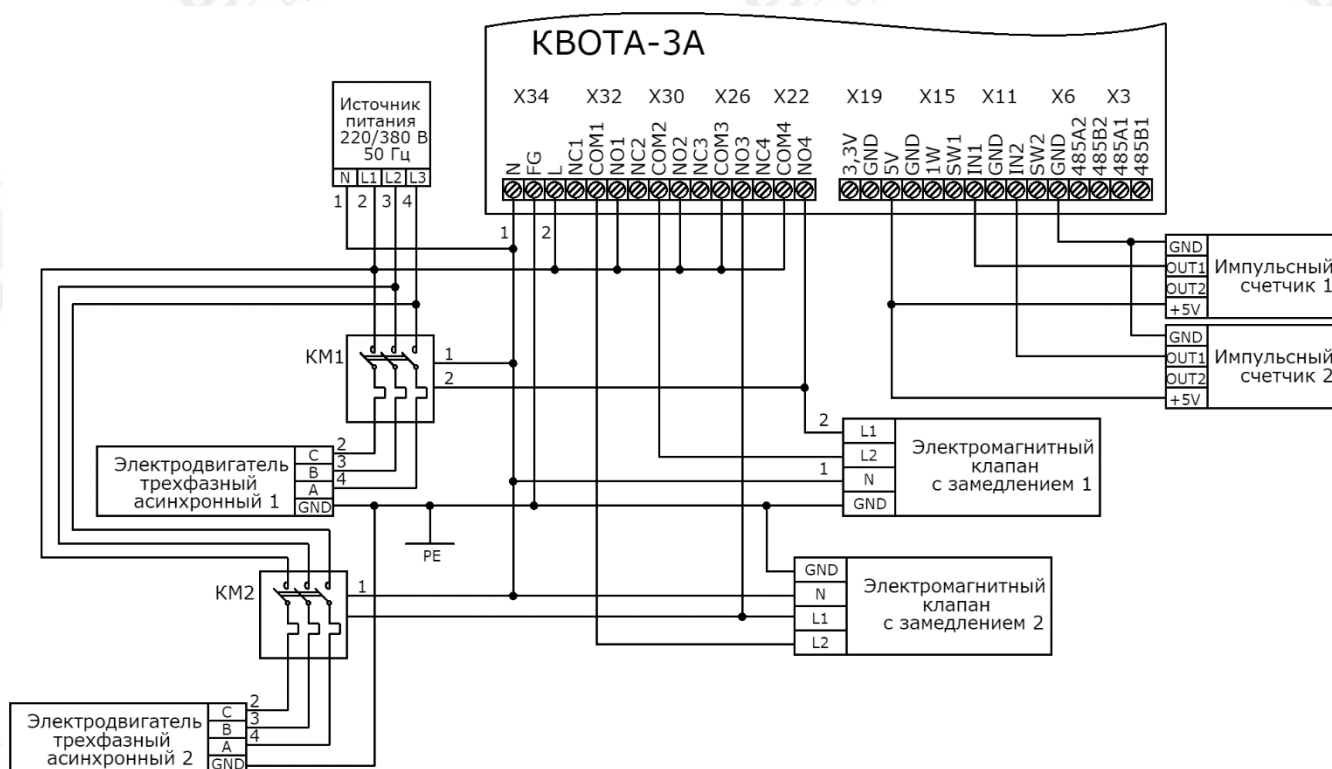 КВОТА-3А
X34 X32 X30 X26 X22 X19 X15 X11 X6 X3
N FG L NC1 COM1 NO1 NC2 COM2 NO2 NC3 COM3 NO3 NC4 COM4 NO4 3,3V GND 5V GND 1W SW1 IN1 GND IN2 SW2 GND 485A2 485B2 485A1 485B1
Источник
питания
220/380 В
50 Гц
N L1 L2 L3
1 2 3 4
1 2
GND
OUT1
OUT2
+5V
Импульсный
счетчик 1
GND
OUT1
OUT2
+5V
Импульсный
счетчик 2
КМ1
1
2
2
1
L1
L2
N
GND
Электромагнитный
клапан
с замедлением 1
Электродвигатель
трехфазный
асинхронный 1
C
B
A
GND
2
3
4
PE
GND
N
L1
L2
Электромагнитный
клапан
с замедлением 2
КМ2
1
Электродвигатель
трехфазный
асинхронный 2
C
B
A
GND
2
3
4